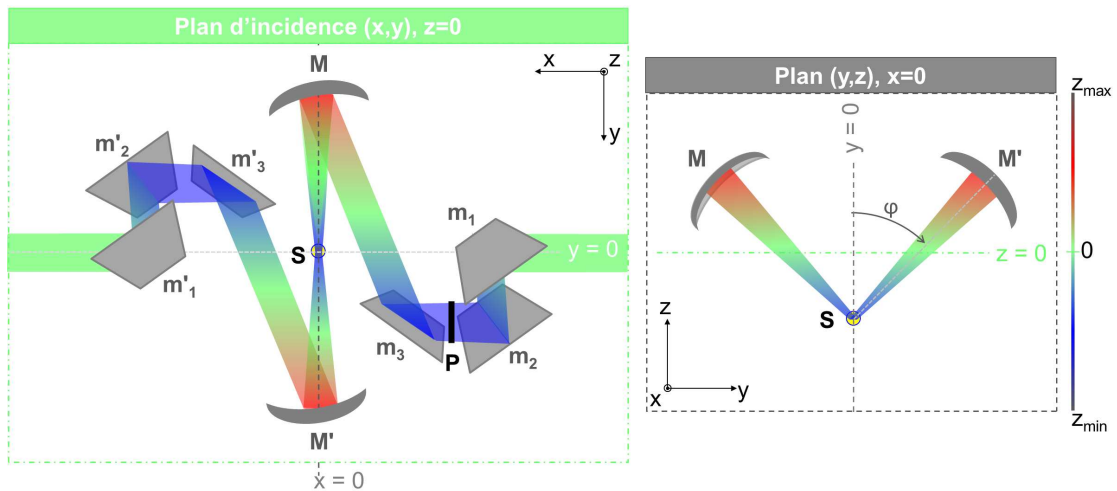 Plan d'incidence (x,y), z=0
M
x
z
y
m'2
m'3
m1
S
y = 0
m'1
m3
P
m2
M'
x = 0
Plan (y,z), x=0
y = 0
zmax
M
M'
φ
z = 0
0
S
z
y
x
zmin